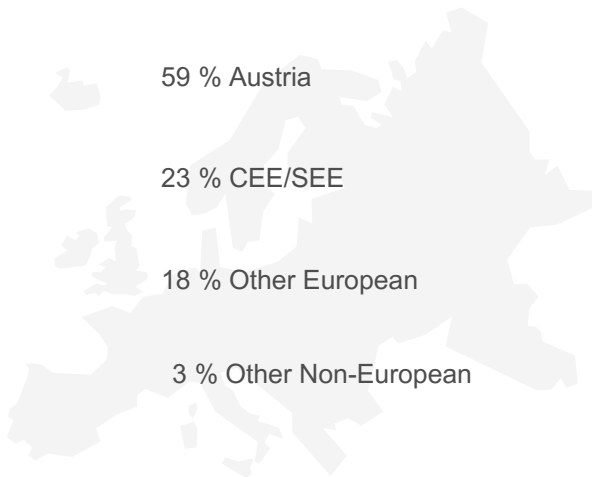 59 % Austria
23 % CEE/SEE
18 % Other European
3 % Other Non-European